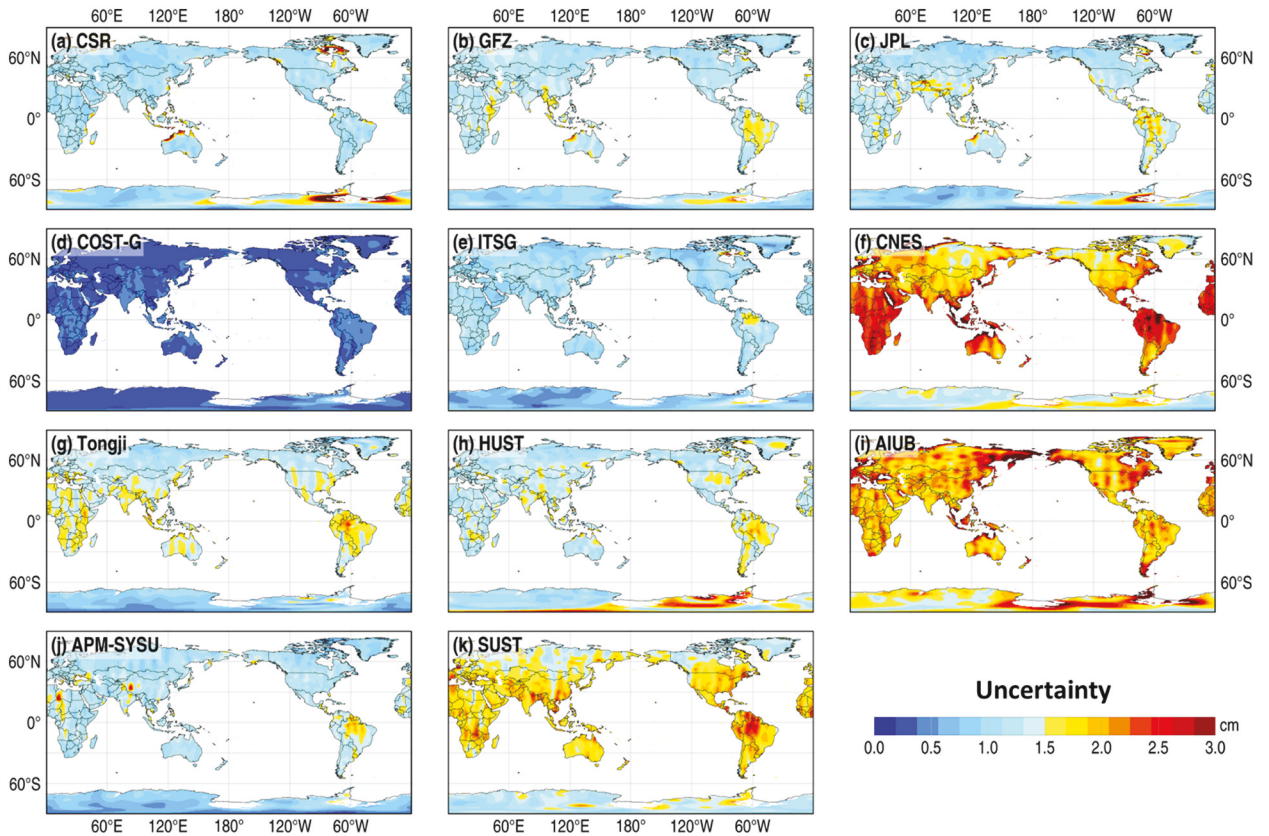 60°E 120°E 180° 120°W 60°W 60°E 120°E 180° 120°W 60°W 60°E 120°E 180° 120°W 60°W
(a) CSR (b) GFZ (c) JPL
60°N 60°N
0° 0°
60°S 60°S
(d) COST-G (e) ITSG (f) CNES
60°N 60°N
0° 0°
60°S 60°S
(g) Tongji (h) HUST (i) AIUB
60°N 60°N
0° 0°
60°S 60°S
(j) APM-SYSU (k) SUST
60°N
0°
60°S
60°E 120°E 180° 120°W 60°W 60°E 120°E 180° 120°W 60°W
Uncertainty
cm
0.0 0.5 1.0 1.5 2.0 2.5 3.0